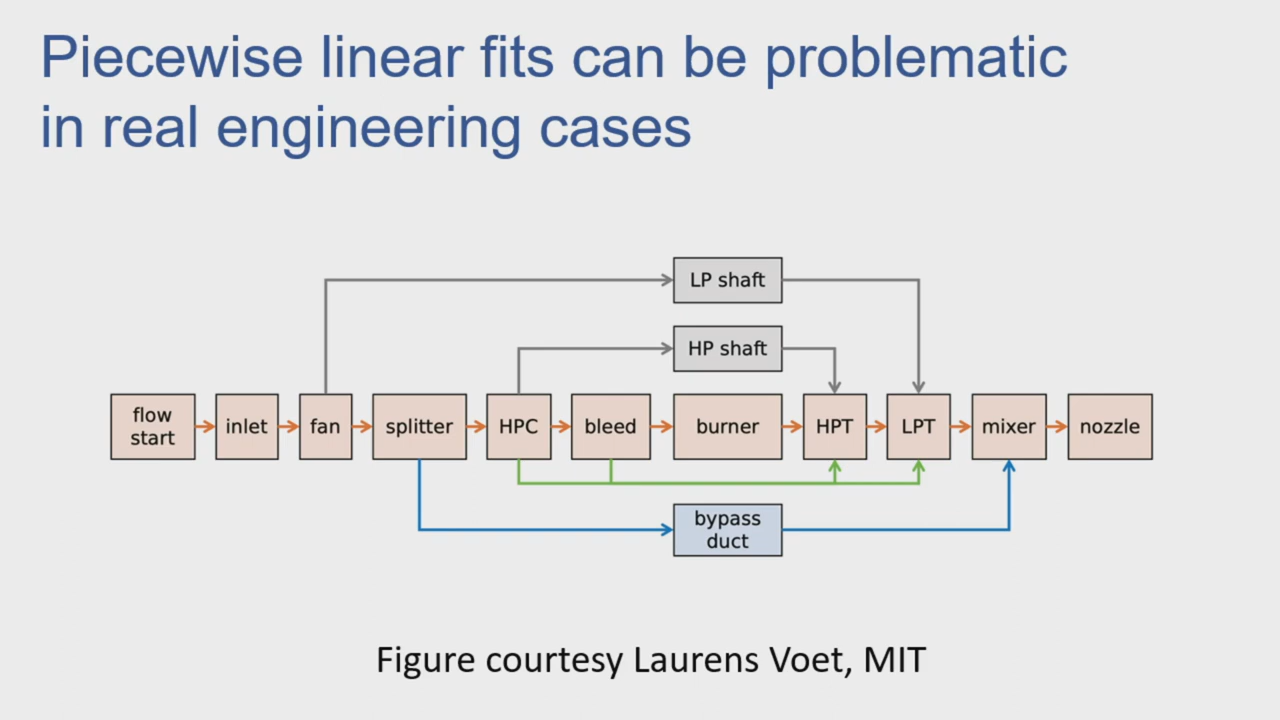 Piecewise linear fits can be problematic
in real engineering cases
LP shaft
HP shaft
flow
start
inlet
fan
splitter
HPC
bleed
burner
HPT
LPT
mixer
nozzle
bypass
duct
Figure courtesy Laurens Voet, MIT